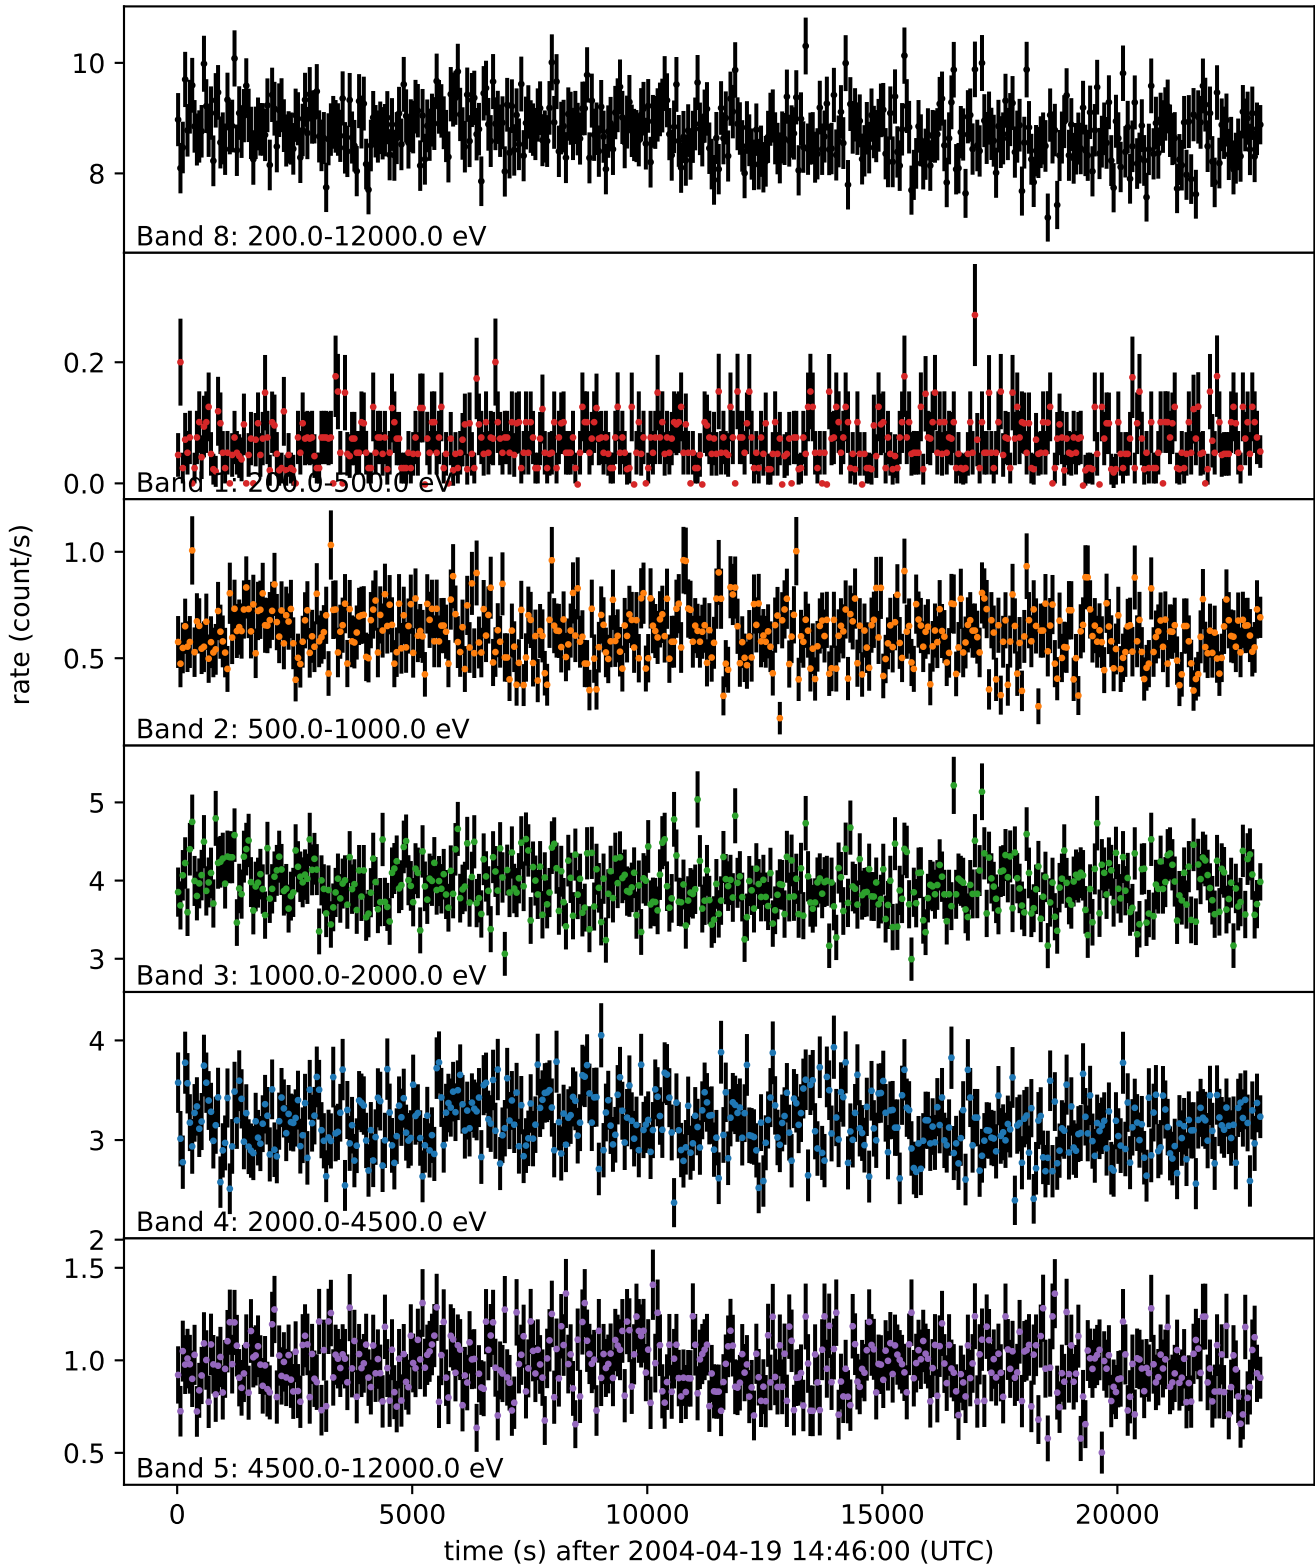 10
8
Band 8: 200.0-12000.0 eV
0.2
0.0
Band 1: 200.0-500.0 eV
rate (count/s)
1.0
0.5
Band 2: 500.0-1000.0 eV
5
4
3
Band 3: 1000.0-2000.0 eV
4
3
2
Band 4: 2000.0-4500.0 eV
1.5
1.0
0.5
Band 5: 4500.0-12000.0 eV
0 5000 10000 15000 20000
time (s) after 2004-04-19 14:46:00 (UTC)